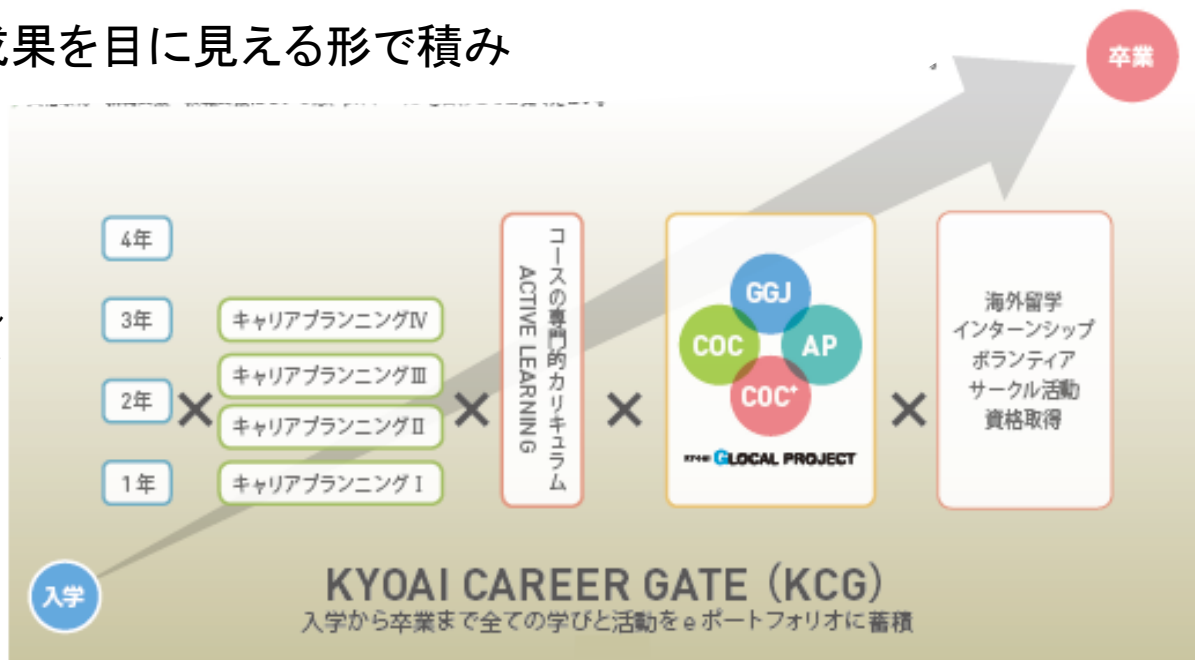 成果を目に見える形で積み
卒業
4年
3年
2年
1年
キャリアプランニングⅣ
キャリアプランニングⅢ
キャリアプランニングⅡ
キャリアプランニングⅠ
コースの専門的カリキュラム
ACTIVE LEARNING
GGJ
COC
AP
COC⁺
GLOCAL PROJECT
海外留学
インターンシップ
ボランティア
サークル活動
資格取得
入学
KYOAI CAREER GATE（KCG）
入学から卒業まで全ての学びと活動をeポートフォリオに蓄積